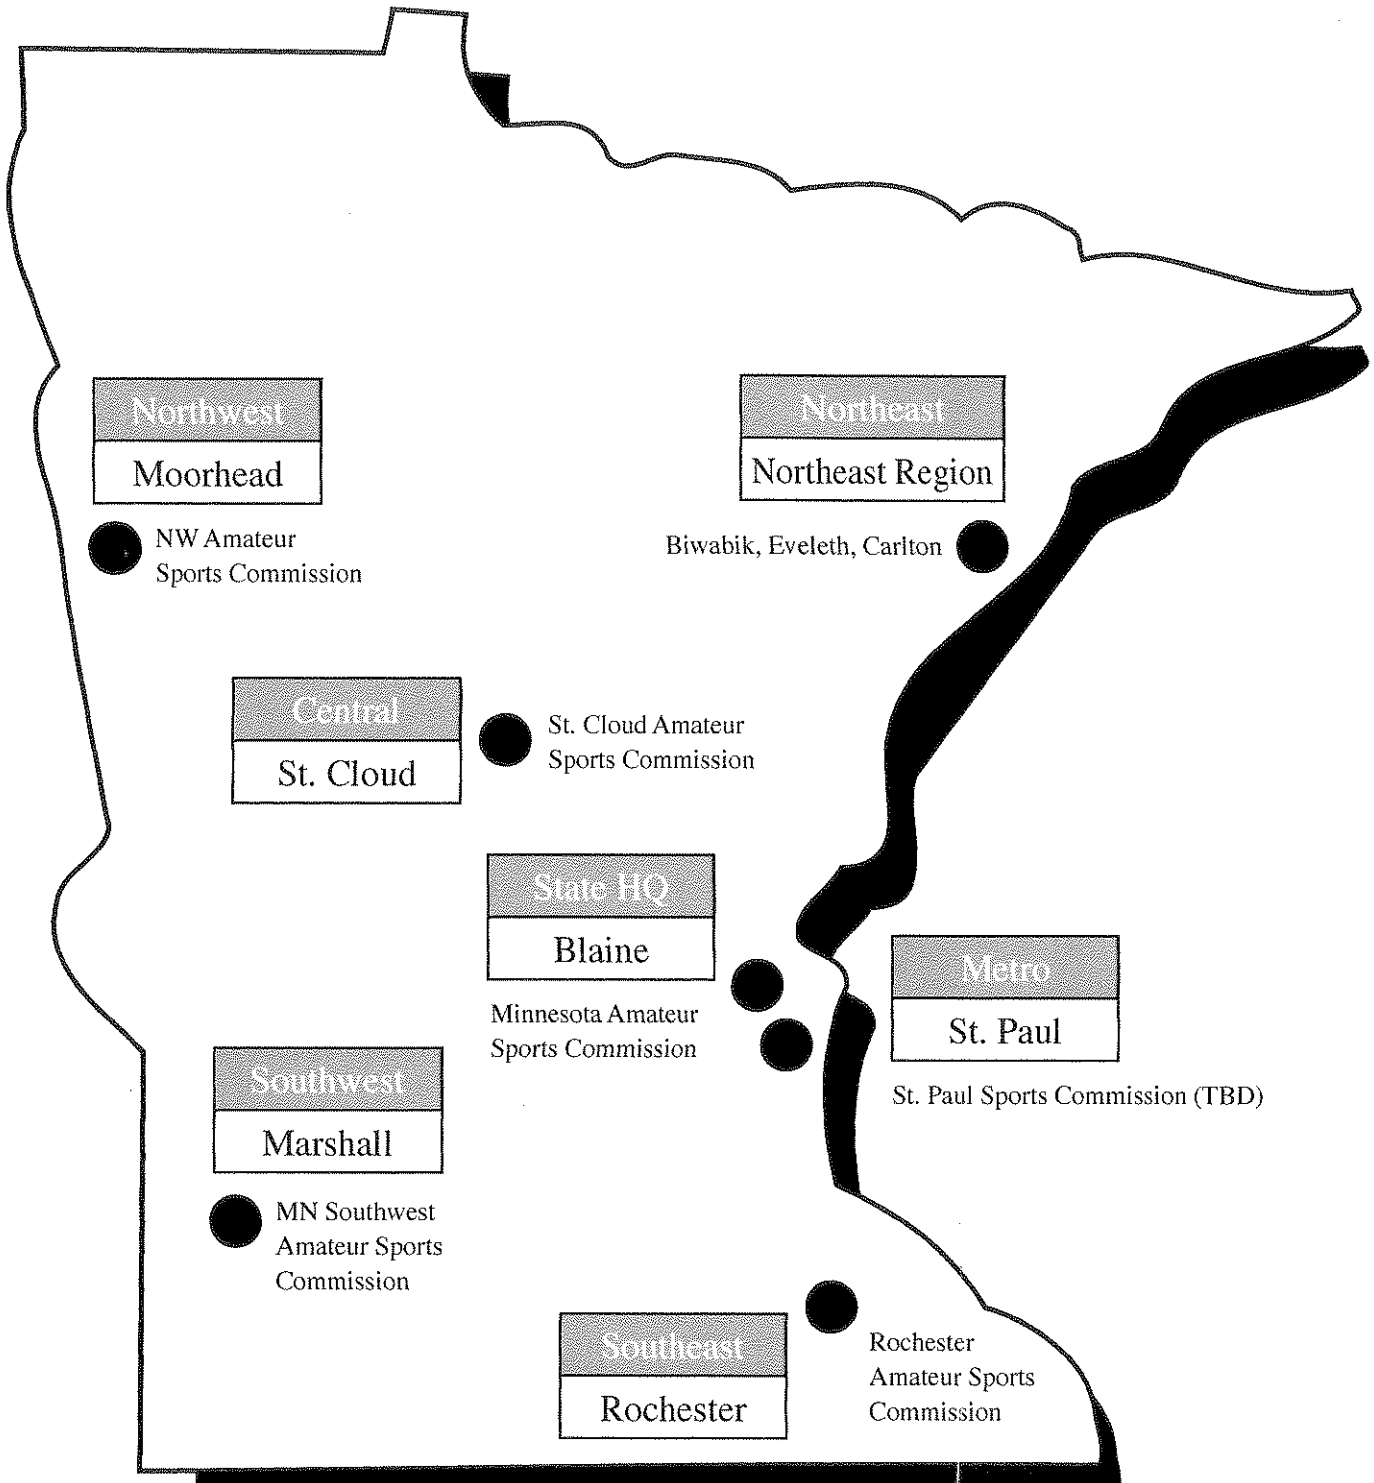 Northwest
Moorhead
NW Amateur
Sports Commission
Northeast
Northeast Region
Biwabik, Eveleth, Carlton
Central
St. Cloud
St. Cloud Amateur
Sports Commission
State HQ
Blaine
Minnesota Amateur
Sports Commission
Metro
St. Paul
St. Paul Sports Commission (TBD)
Southwest
Marshall
MN Southwest
Amateur Sports
Commission
Southeast
Rochester
Rochester
Amateur Sports
Commission